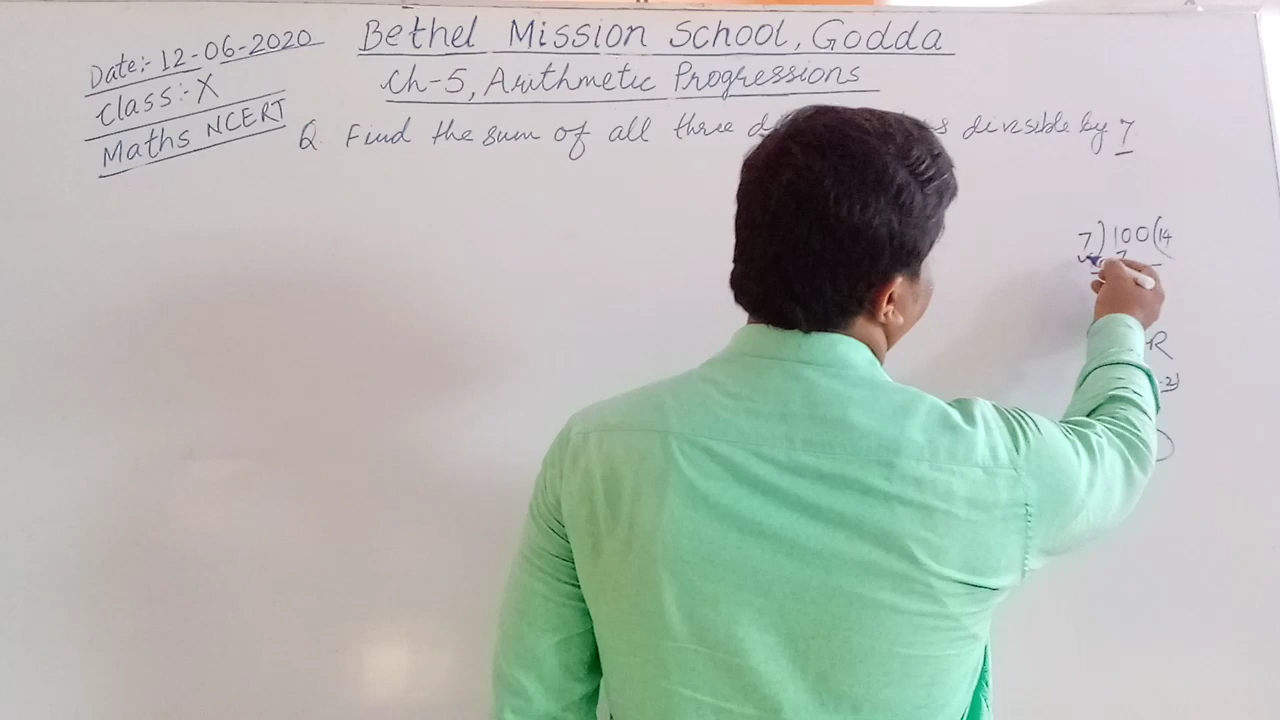 Date:- 12-06-2020
Class:- X
Maths NCERT
Bethel Mission School, Godda
Ch-5, Arithmetic Progressions
Q. Find the sum of all three divisible by 7
7)100(14
7
R